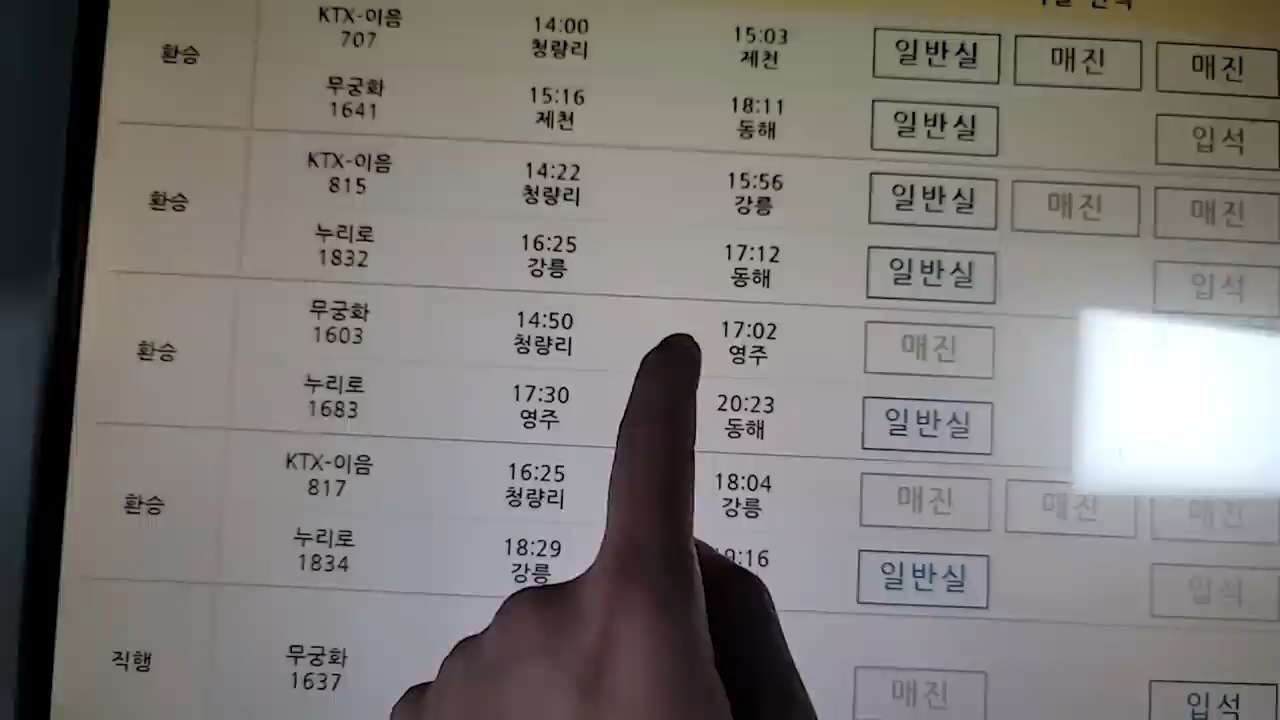 환승
KTX-이음
707
14:00
청량리
15:03
제천
일반실
매진
매진
무궁화
1641
15:16
제천
18:11
동해
일반실
입석
환승
KTX-이음
815
14:22
청량리
15:56
강릉
일반실
매진
매진
누리로
1832
16:25
강릉
17:12
동해
일반실
입석
환승
무궁화
1603
14:50
청량리
17:02
영주
매진
누리로
1683
17:30
영주
20:23
동해
일반실
환승
KTX-이음
817
16:25
청량리
18:04
강릉
매진
매진
매진
누리로
1834
18:29
강릉
일반실
입석
직행
무궁화
1637
매진
입석